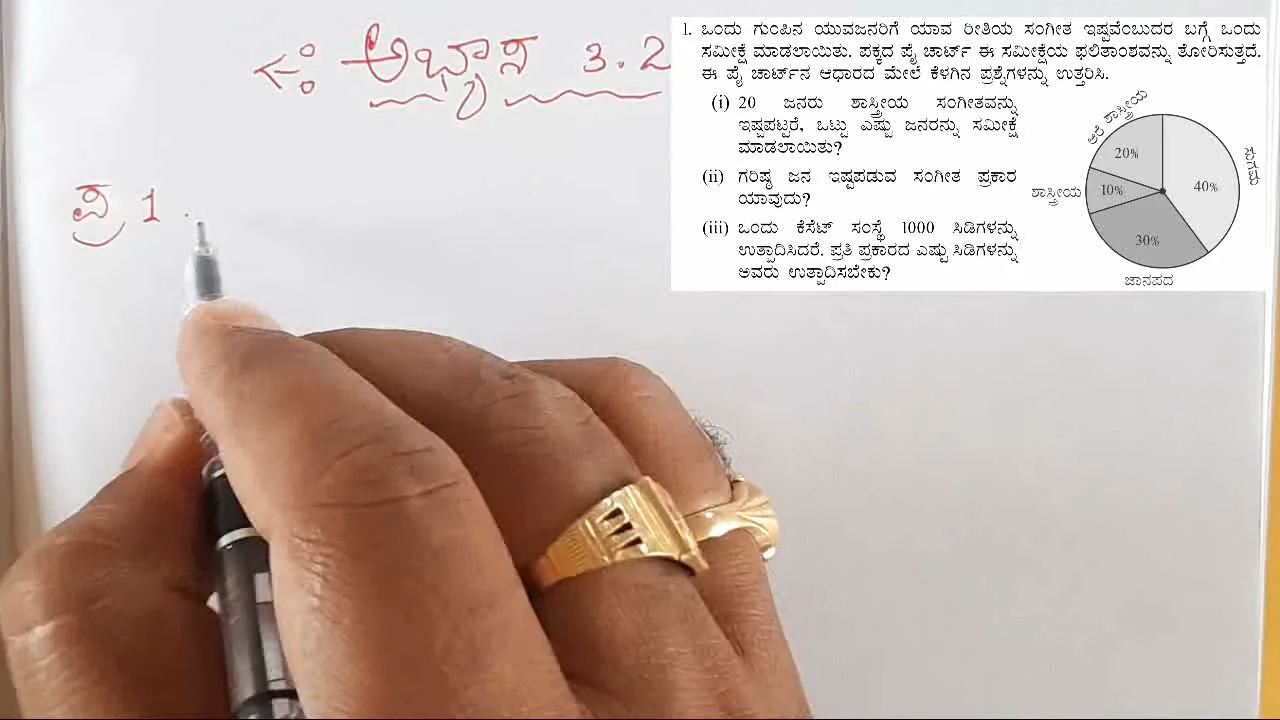 <: ಅಭ್ಯಾಸ 3.2
ಪ್ರ 1.
1. ಒಂದು ಗುಂಪಿನ ಯುವಜನರಿಗೆ ಯಾವ ರೀತಿಯ ಸಂಗೀತ ಇಷ್ಟವೆಂಬುದರ ಬಗ್ಗೆ ಒಂದು
ಸಮೀಕ್ಷೆ ಮಾಡಲಾಯಿತು. ಪಕ್ಕದ ಪೈ ಚಾರ್ಟ್ ಈ ಸಮೀಕ್ಷೆಯ ಫಲಿತಾಂಶವನ್ನು ತೋರಿಸುತ್ತದೆ.
ಈ ಪೈ ಚಾರ್ಟ್‌ನ ಆಧಾರದ ಮೇಲೆ ಕೆಳಗಿನ ಪ್ರಶ್ನೆಗಳನ್ನು ಉತ್ತರಿಸಿ.
(i) 20 ಜನರು ಶಾಸ್ತ್ರೀಯ ಸಂಗೀತವನ್ನು
ಇಷ್ಟಪಟ್ಟರೆ, ಒಟ್ಟು ಎಷ್ಟು ಜನರನ್ನು ಸಮೀಕ್ಷೆ
ಮಾಡಲಾಯಿತು?
(ii) ಗರಿಷ್ಠ ಜನ ಇಷ್ಟಪಡುವ ಸಂಗೀತ ಪ್ರಕಾರ
ಯಾವುದು?
(iii) ಒಂದು ಕೆಸೆಟ್ ಸಂಸ್ಥೆ 1000 ಸಿಡಿಗಳನ್ನು
ಉತ್ಪಾದಿಸಿದರೆ. ಪ್ರತಿ ಪ್ರಕಾರದ ಎಷ್ಟು ಸಿಡಿಗಳನ್ನು
ಅವರು ಉತ್ಪಾದಿಸಬೇಕು?
ಅರೆ ಶಾಸ್ತ್ರೀಯ
20%
ಸುಗಮ
40%
ಶಾಸ್ತ್ರೀಯ
10%
30%
ಜಾನಪದ